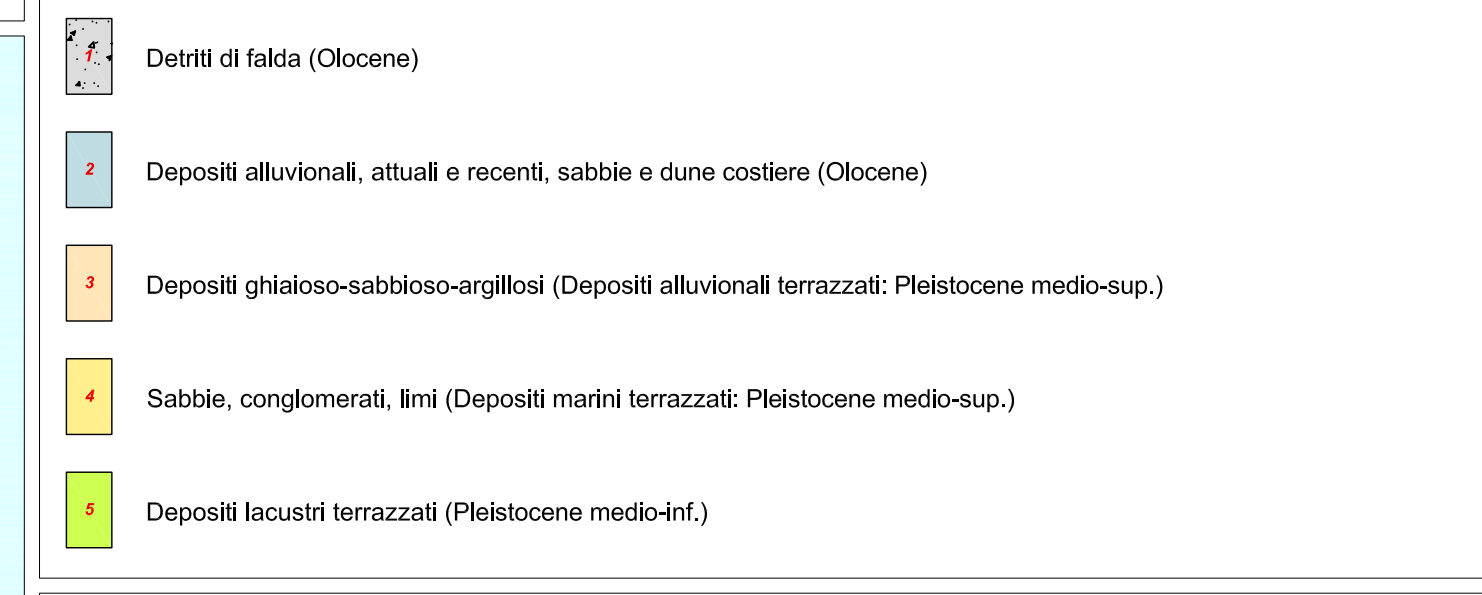 1 Detriti di falda (Olocene)
2 Depositi alluvionali, attuali e recenti, sabbie e dune costiere (Olocene)
3 Depositi ghiaioso-sabbioso-argillosi (Depositi alluvionali terrazzati: Pleistocene medio-sup.)
4 Sabbie, conglomerati, limi (Depositi marini terrazzati: Pleistocene medio-sup.)
5 Depositi lacustri terrazzati (Pleistocene medio-inf.)